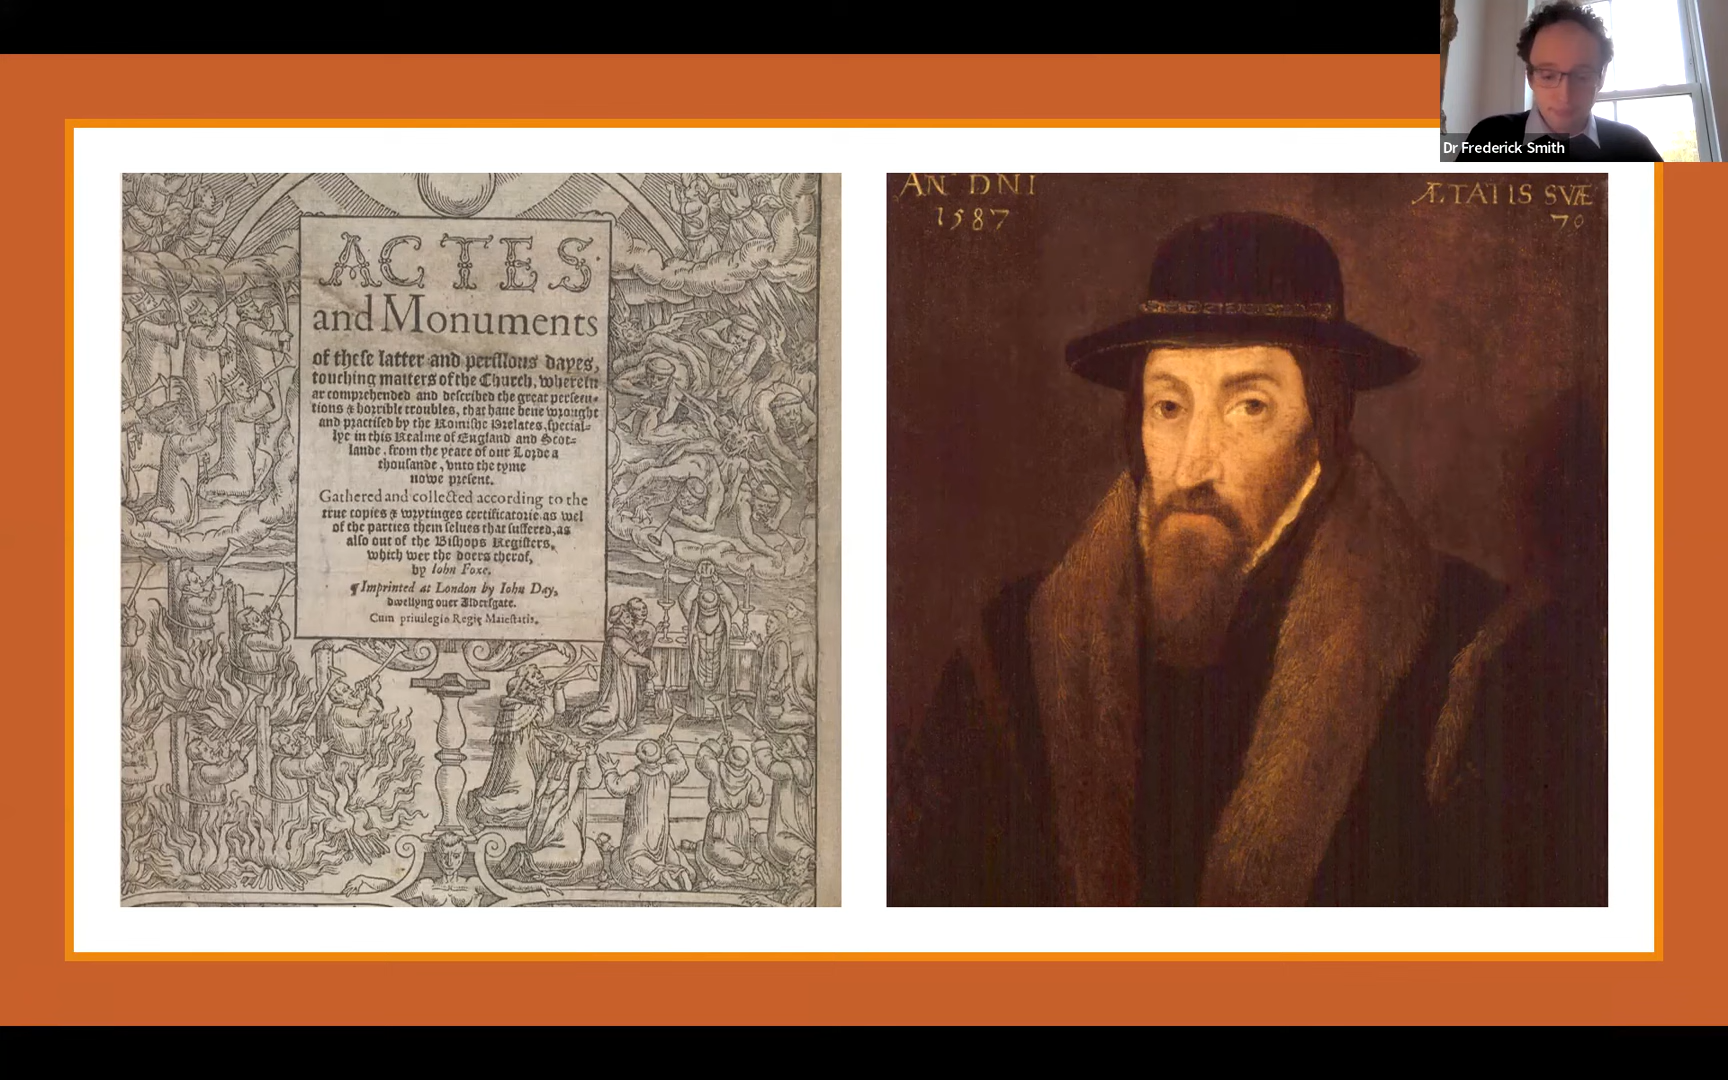 ACTES
and Monuments
of these latter and perillous dayes,
touching matters of the Church, wherein
ar comprehended and described the great persecu-
tions & horrible troubles, that haue bene wrought
and practised by the Romishe Prelates, special-
lye in this Realme of England and Scot-
lande, from the yeare of our Lorde a
thousande, vnto the tyme
nowe present.
Gathered and collected according to the
true copies & wrytinges certificatorie, as wel
of the parties them selues that suffered, as
also out of the Bishops Registers,
which wer the doers therof,
by Iohn Foxe.
¶ Imprinted at London by Iohn Day,
dwellyng ouer Aldersgate.
Cum priuilegio Regię Maiestatis.
AN° DNI
1587
ÆTATIS SVÆ
70
Dr Frederick Smith